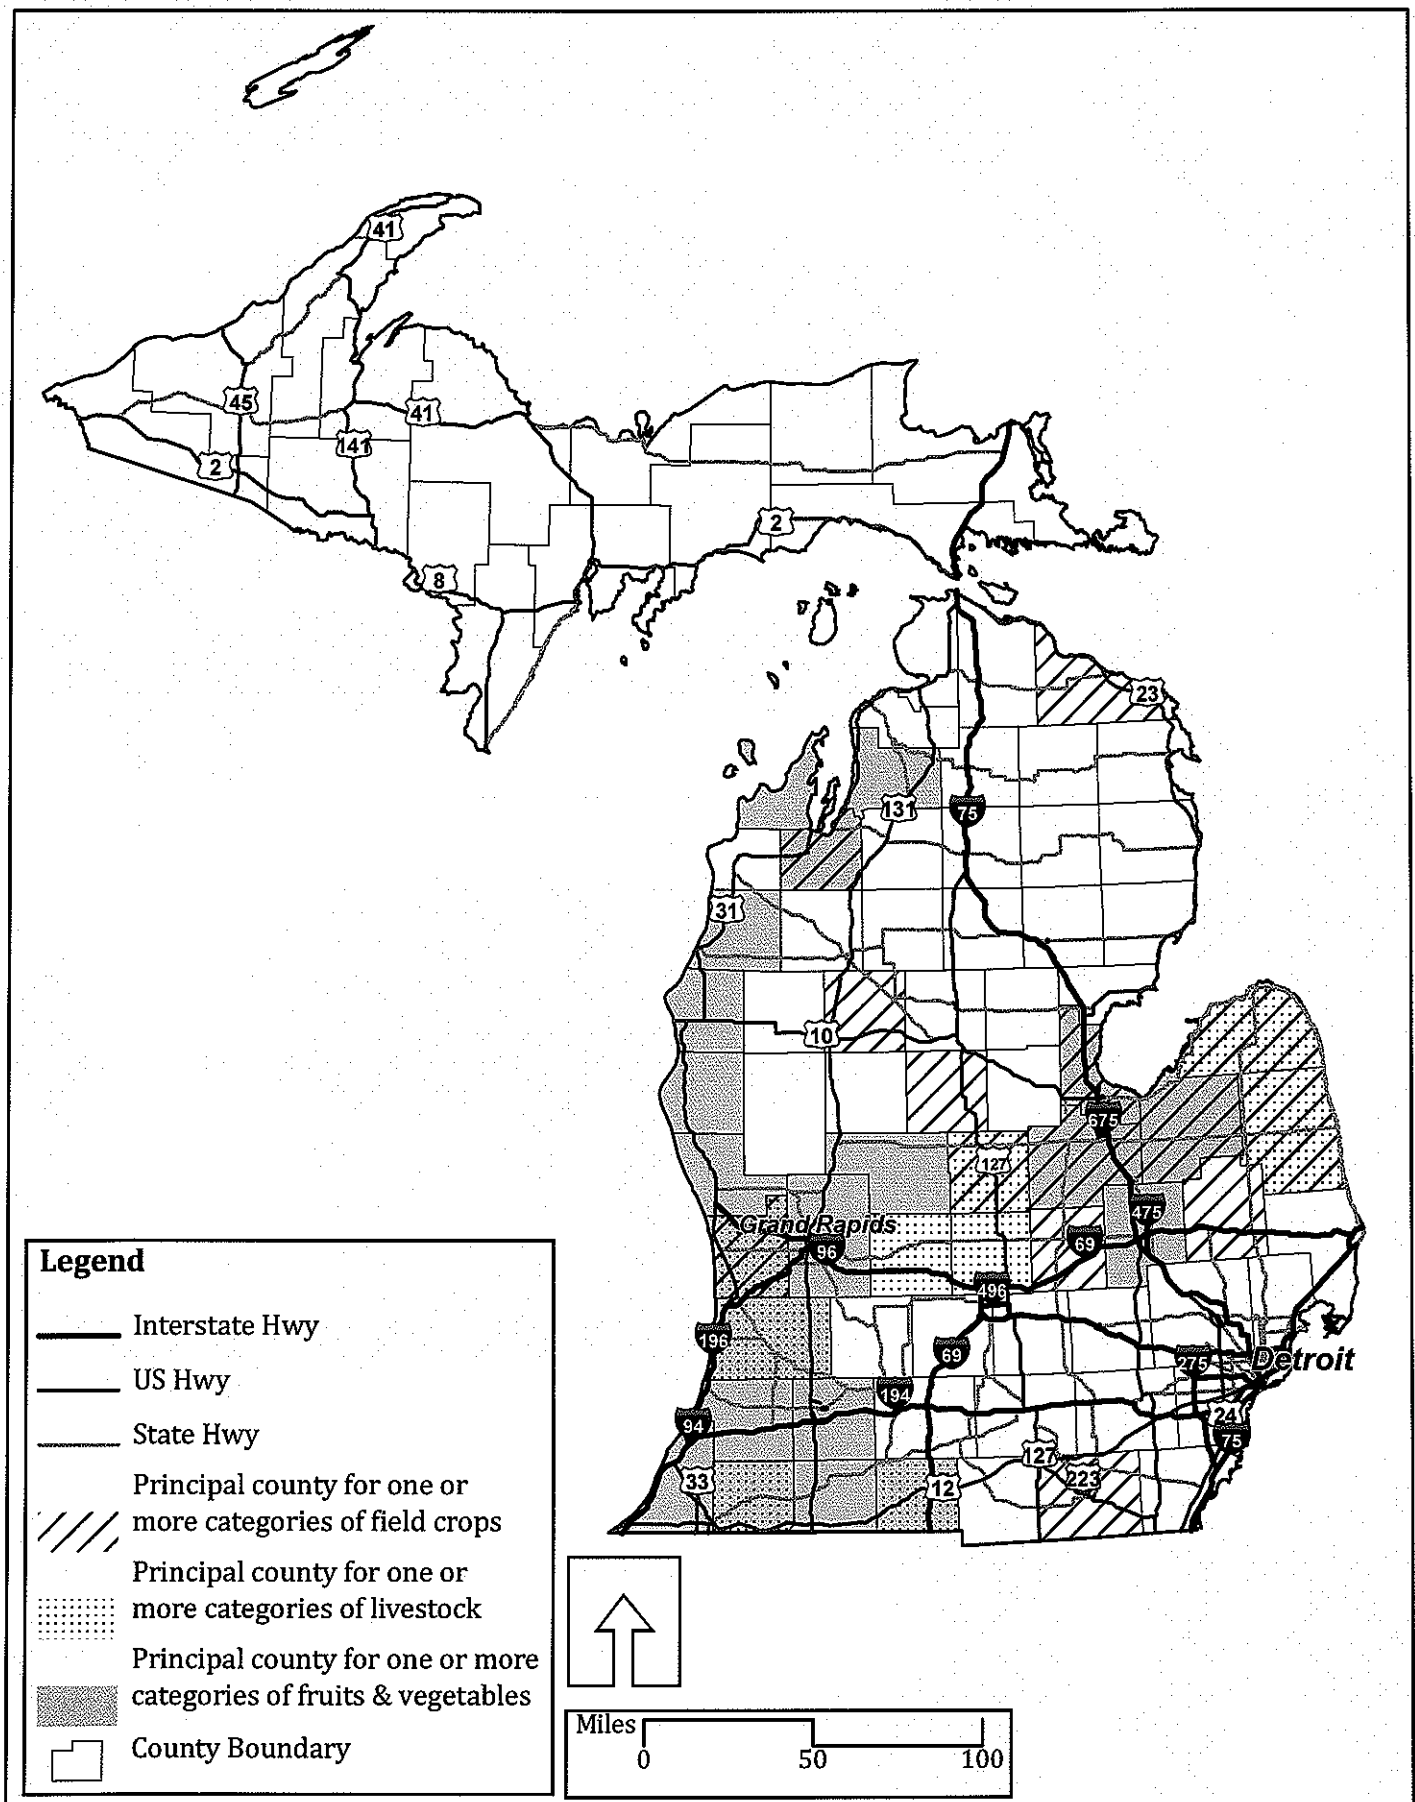 41
45
41
141
2
2
8
23
131
75
31
10
675
127
475
Grand Rapids
96
69
496
196
69
275
Detroit
194
94
24
75
127
33
223
12
Legend
Interstate Hwy
US Hwy
State Hwy
Principal county for one or
more categories of field crops
Principal county for one or
more categories of livestock
Principal county for one or more
categories of fruits & vegetables
County Boundary
Miles
0
50
100